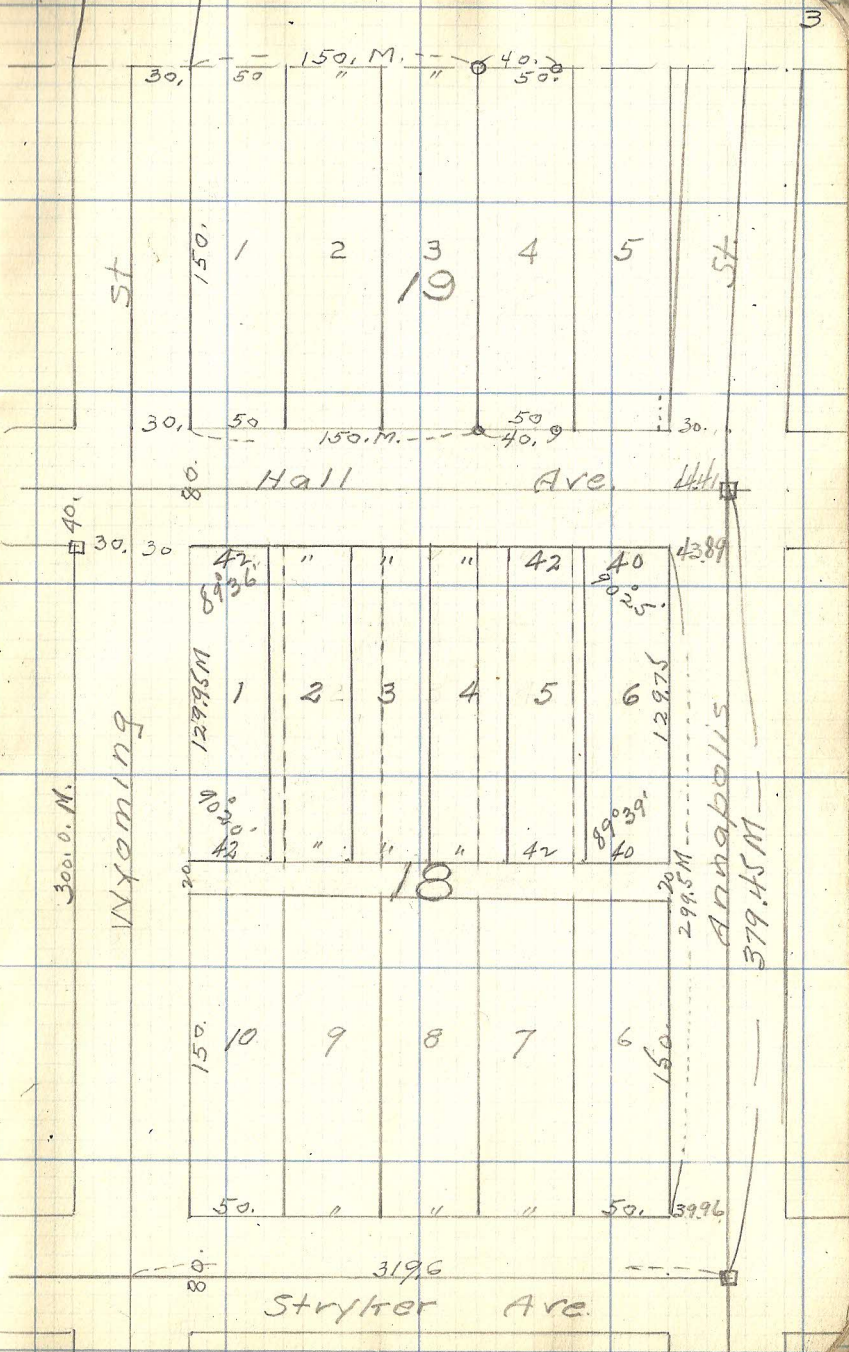 3
150. M. 40.
30. 50 " " 50.
150. 1 2 3 4 5
19
St St.
30. 50 50 30.
150. M. 40.
80. Hall Ave. 44.
40.
30. 30 42. " " " 42 40 43.89
89°36' 90°25'
129.95 M 1 2 3 4 5 6 129.75
Wyoming Annapolis
300.0. M. 299.5 M 379.45 M
90°20' 89°39'
42 " " " 42 40
20 18 20
150. 10 9 8 7 6 150.
50. " " " 50. 39.96
80. 319.6
Stryker Ave.